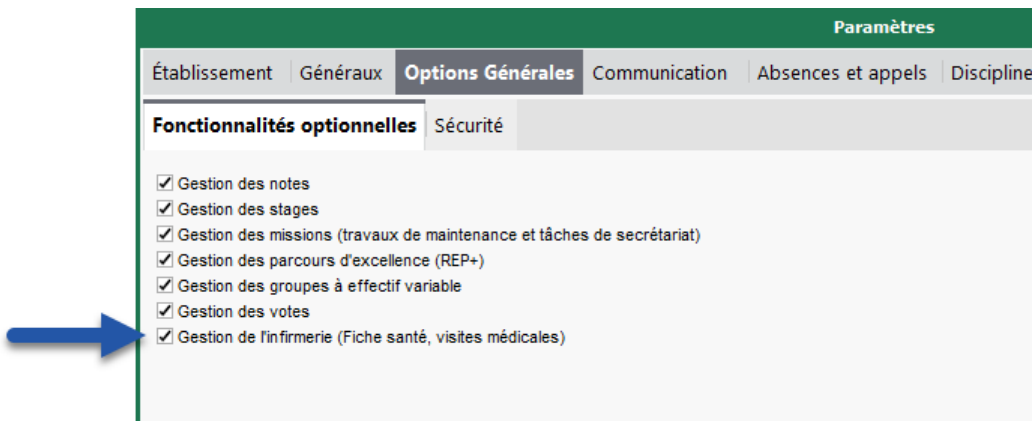 Paramètres
Établissement Généraux Options Générales Communication Absences et appels Discipline
Fonctionnalités optionnelles Sécurité
Gestion des notes
Gestion des stages
Gestion des missions (travaux de maintenance et tâches de secrétariat)
Gestion des parcours d'excellence (REP+)
Gestion des groupes à effectif variable
Gestion des votes
Gestion de l'infirmerie (Fiche santé, visites médicales)